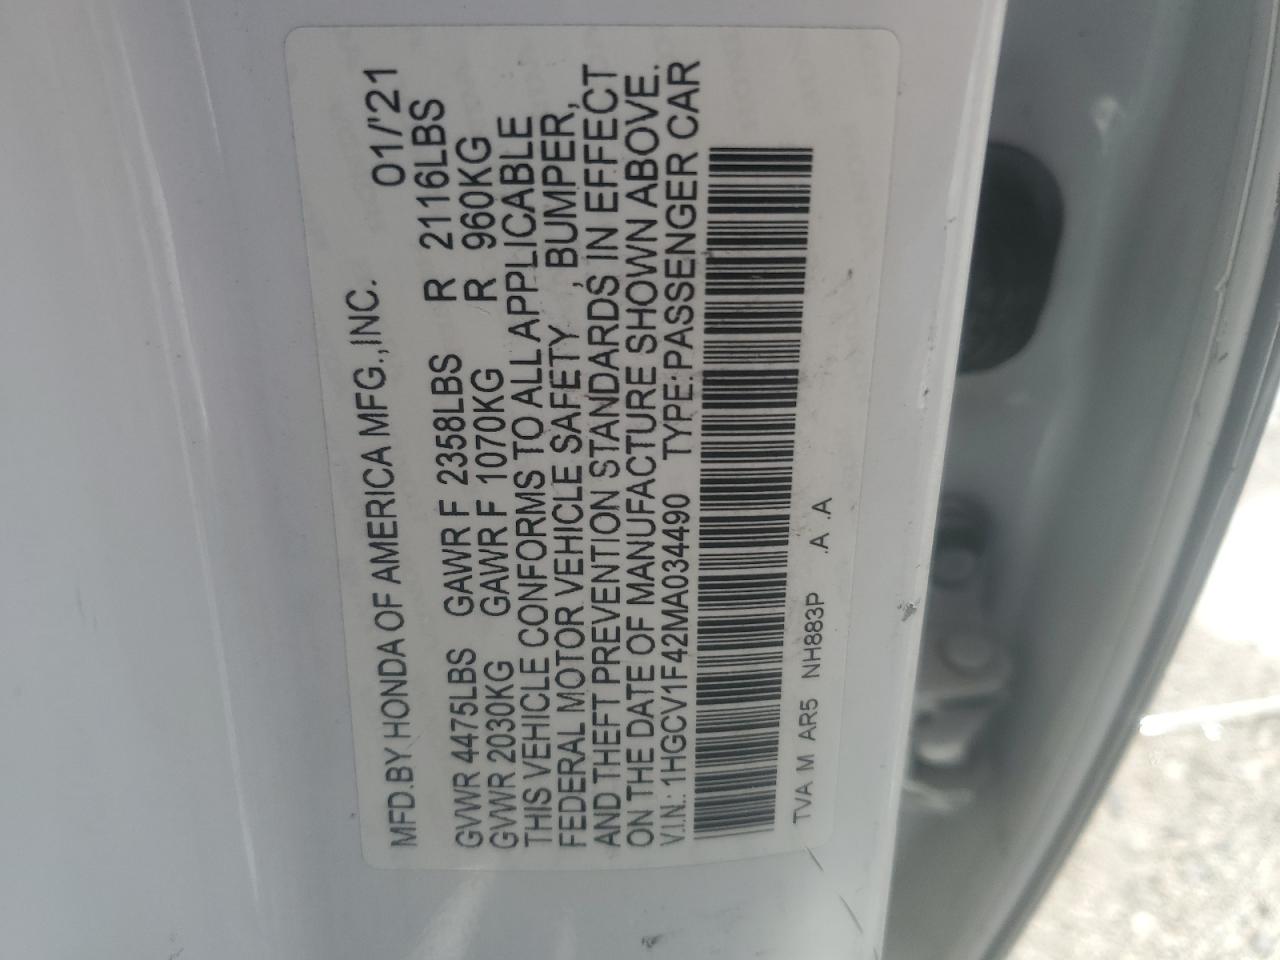 MFD.BY HONDA OF AMERICA MFG.,INC. 01/'21
GVWR 4475LBS GAWR F 2358LBS R 2116LBS
GVWR 2030KG GAWR F 1070KG R 960KG
THIS VEHICLE CONFORMS TO ALL APPLICABLE
FEDERAL MOTOR VEHICLE SAFETY , BUMPER,
AND THEFT PREVENTION STANDARDS IN EFFECT
ON THE DATE OF MANUFACTURE SHOWN ABOVE.
V.I.N.: 1HGCV1F42MA034490 TYPE:PASSENGER CAR
TVA M AR5 NH883P .A .A